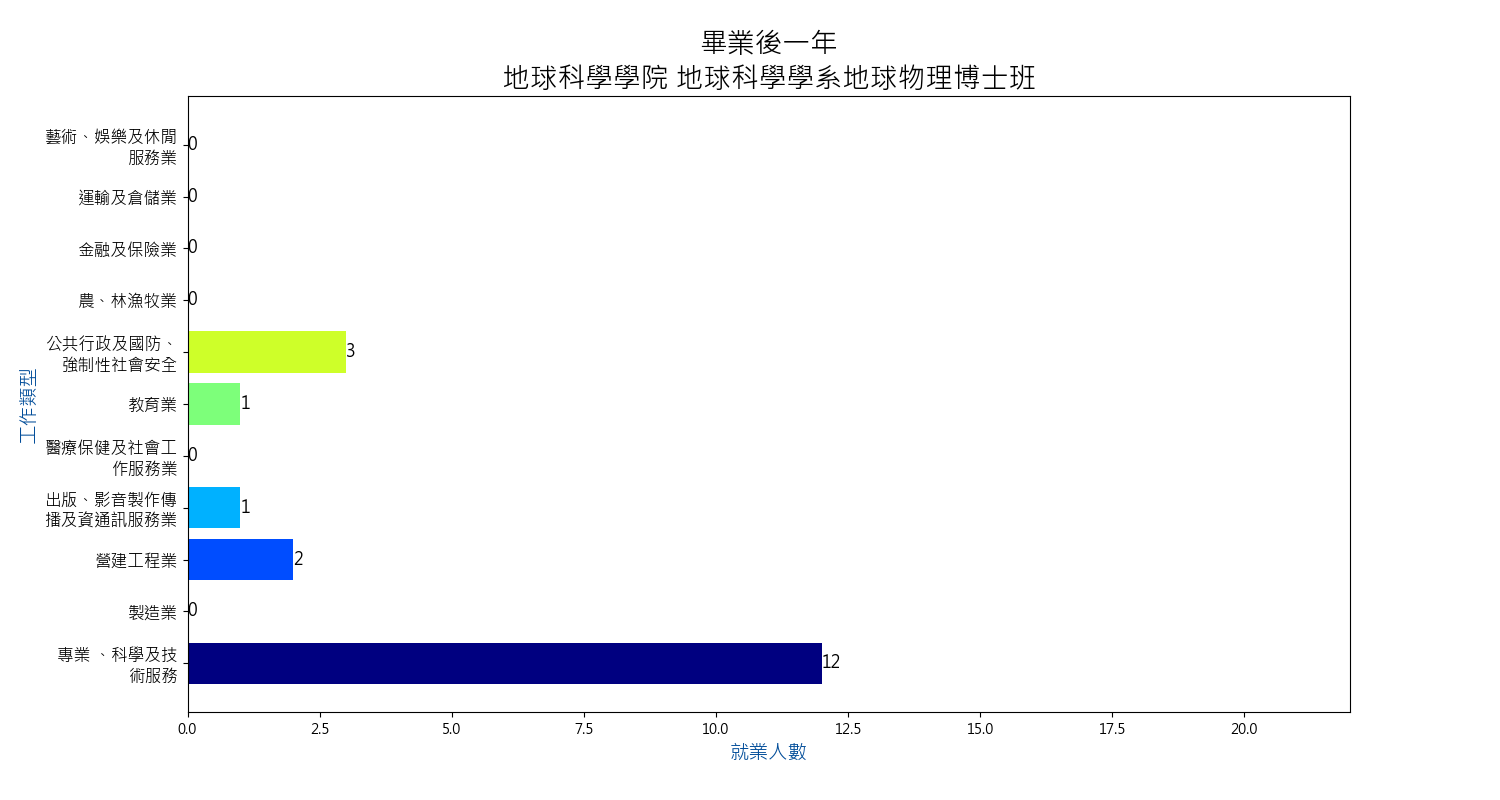 畢業後一年
地球科學學院 地球科學學系地球物理博士班
藝術、娛樂及休閒
服務業
0
運輸及倉儲業
0
金融及保險業
0
農、林漁牧業
0
公共行政及國防、
強制性社會安全
3
教育業
1
醫療保健及社會工
作服務業
0
出版、影音製作傳
播及資通訊服務業
1
營建工程業
2
製造業
0
專業 、科學及技
術服務
12
工作類型
0.0 2.5 5.0 7.5 10.0 12.5 15.0 17.5 20.0
就業人數